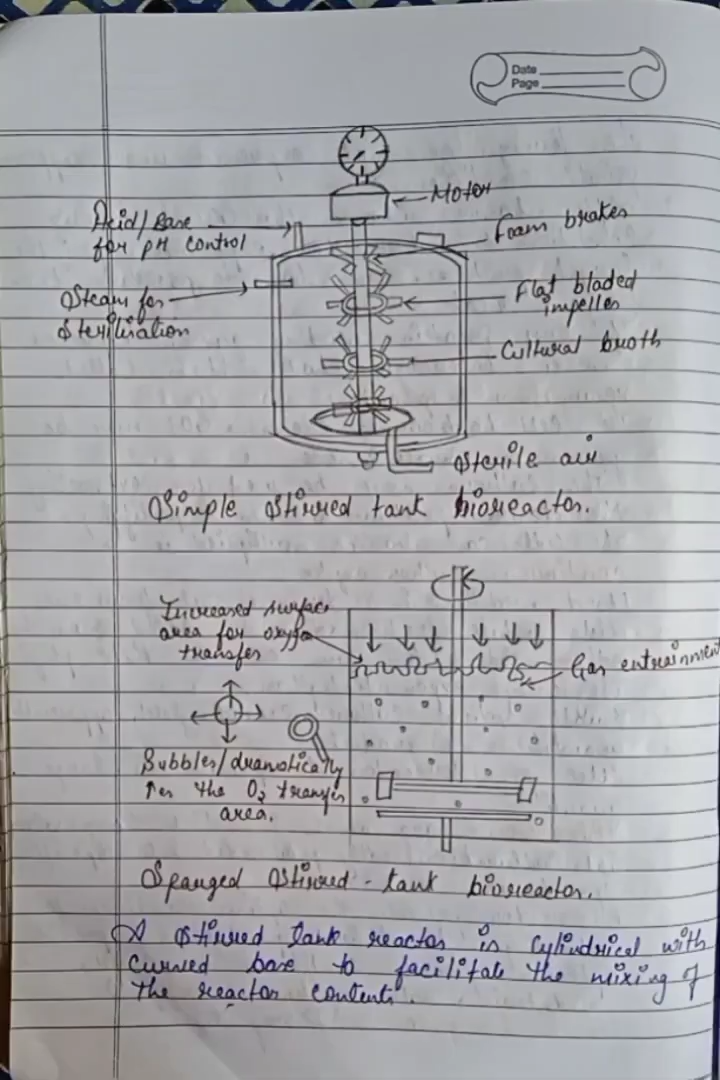 Date
Page
Motor
Acid/Base
for pH control
Foam brakes
Steam for
Sterilisation
Flat bladed
impeller
Cultural broth
Sterile air
Simple Stirred tank bioreactor.
Increased surface
area for oxygen
transfer
Gas entrainment
Bubbles/dramatically
↑es the O2 transfer
area.
Sparged Stirred-tank bioreactor.
A Stirred tank reactor is Cylindrical with
Curved base to facilitate the mixing of
the reactor contents.